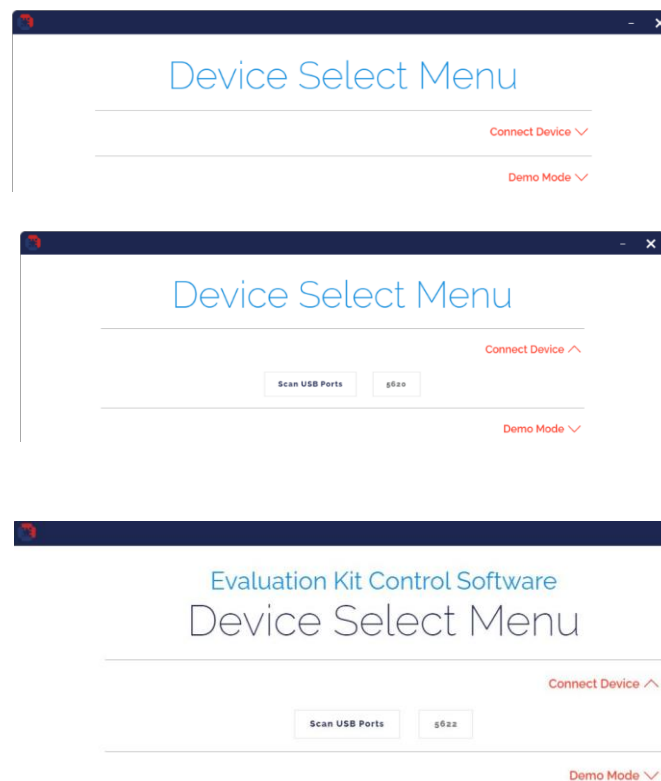 Device Select Menu
Connect Device
Demo Mode
Device Select Menu
Connect Device
Scan USB Ports 5620
Demo Mode
Evaluation Kit Control Software
Device Select Menu
Connect Device
Scan USB Ports 5622
Demo Mode